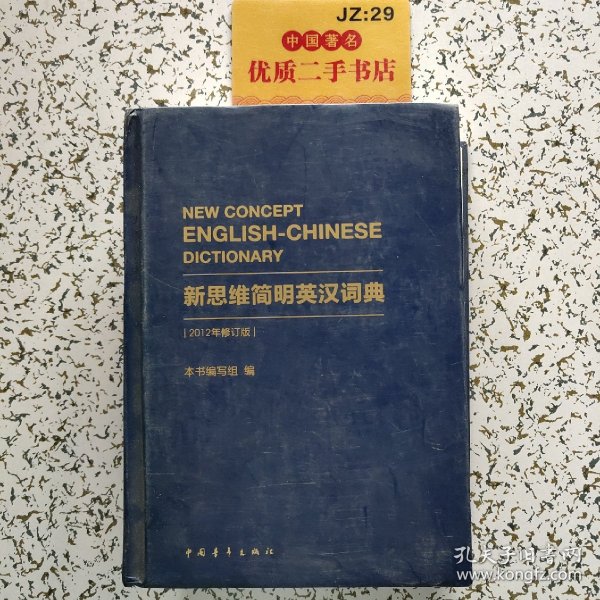 JZ:29
中国著名
优质二手书店
NEW CONCEPT
ENGLISH-CHINESE
DICTIONARY
新思维简明英汉词典
|2012年修订版|
本书编写组 编
中国青年出版社
孔夫子旧书网
www.kongfz.com